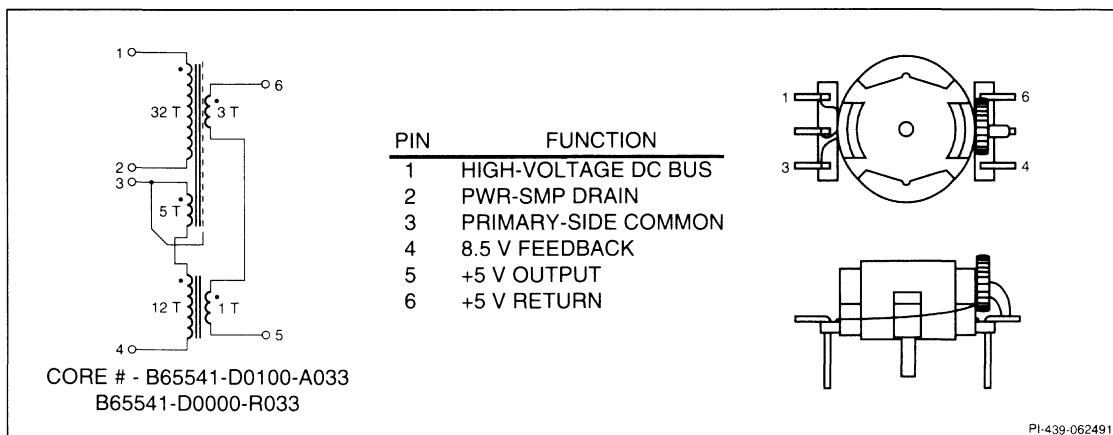 1
32 T
3 T
6
2
3
5 T
12 T
1 T
5
4
CORE # - B65541-D0100-A033
B65541-D0000-R033
PIN FUNCTION
1 HIGH-VOLTAGE DC BUS
2 PWR-SMP DRAIN
3 PRIMARY-SIDE COMMON
4 8.5 V FEEDBACK
5 +5 V OUTPUT
6 +5 V RETURN
1
6
3
4
PI-439-062491